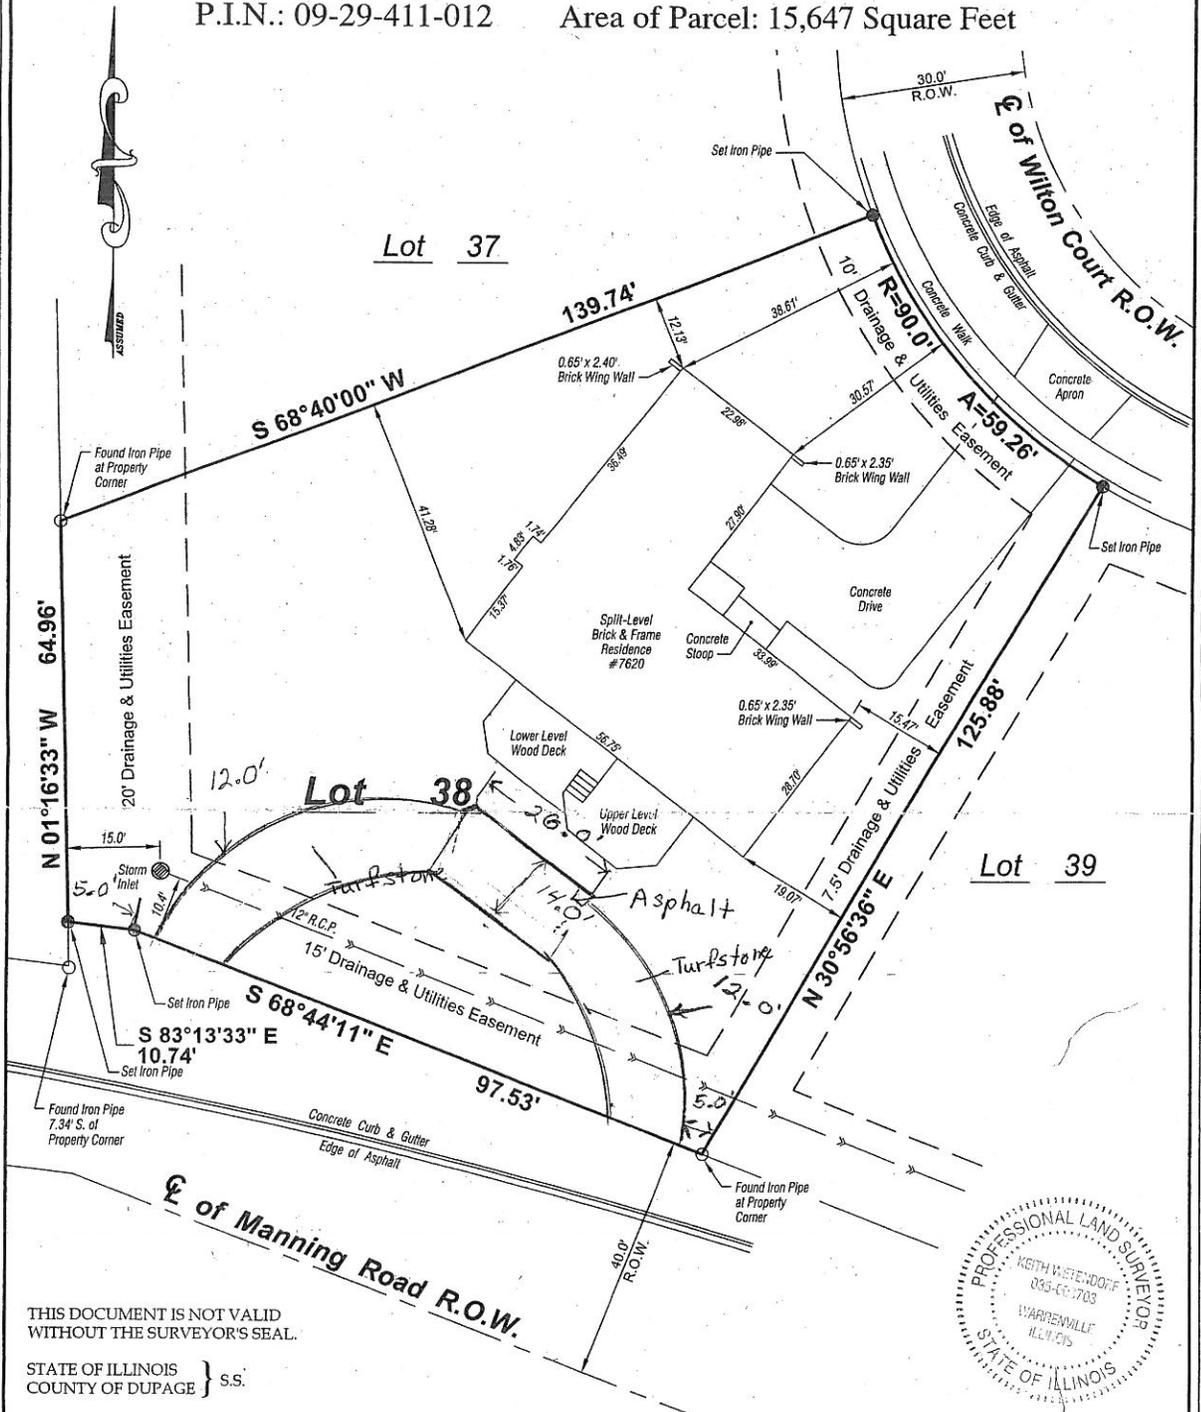 P.I.N.: 09-29-411-012 Area of Parcel: 15,647 Square Feet
30.0'
R.O.W.
℄ of Wilton Court R.O.W.
Set Iron Pipe
Edge of Asphalt
Concrete Curb & Gutter
Concrete Walk
Concrete
Apron
ASSUMED
Lot 37
139.74'
S 68°40'00" W
10' Drainage & Utilities Easement
R=90.0'
A=59.26'
38.61'
12.13'
0.65' x 2.40'
Brick Wing Wall
22.98'
30.57'
0.65' x 2.35'
Brick Wing Wall
36.49'
27.90'
1.74'
4.83'
1.76'
15.37'
41.28'
Found Iron Pipe
at Property
Corner
Set Iron Pipe
Concrete
Drive
Split-Level
Brick & Frame
Residence
#7620
Concrete
Stoop
33.99'
0.65' x 2.35'
Brick Wing Wall
15.47'
28.70'
N 01°16'33" W 64.96'
20' Drainage & Utilities Easement
Lower Level
Wood Deck
56.75'
Upper Level
Wood Deck
7.5' Drainage & Utilities Easement
125.88'
N 30°56'36" E
12.0'
Lot 38
26.0'
Lot 39
15.0'
Storm
Inlet
5.0'
10.4'
Turfstone
14.0'
Asphalt
19.07'
12" R.C.P.
15' Drainage & Utilities Easement
Turfstone
12.0'
Set Iron Pipe
S 68°44'11" E
97.53'
S 83°13'33" E
10.74'
Set Iron Pipe
5.0'
Found Iron Pipe
7.34' S. of
Property Corner
Concrete Curb & Gutter
Edge of Asphalt
Found Iron Pipe
at Property
Corner
40.0'
R.O.W.
℄ of Manning Road R.O.W.
PROFESSIONAL LAND SURVEYOR
KEITH WETENDORF
WARRENVILLE
ILLINOIS
STATE OF ILLINOIS
THIS DOCUMENT IS NOT VALID
WITHOUT THE SURVEYOR'S SEAL.
STATE OF ILLINOIS
COUNTY OF DUPAGE } S.S.